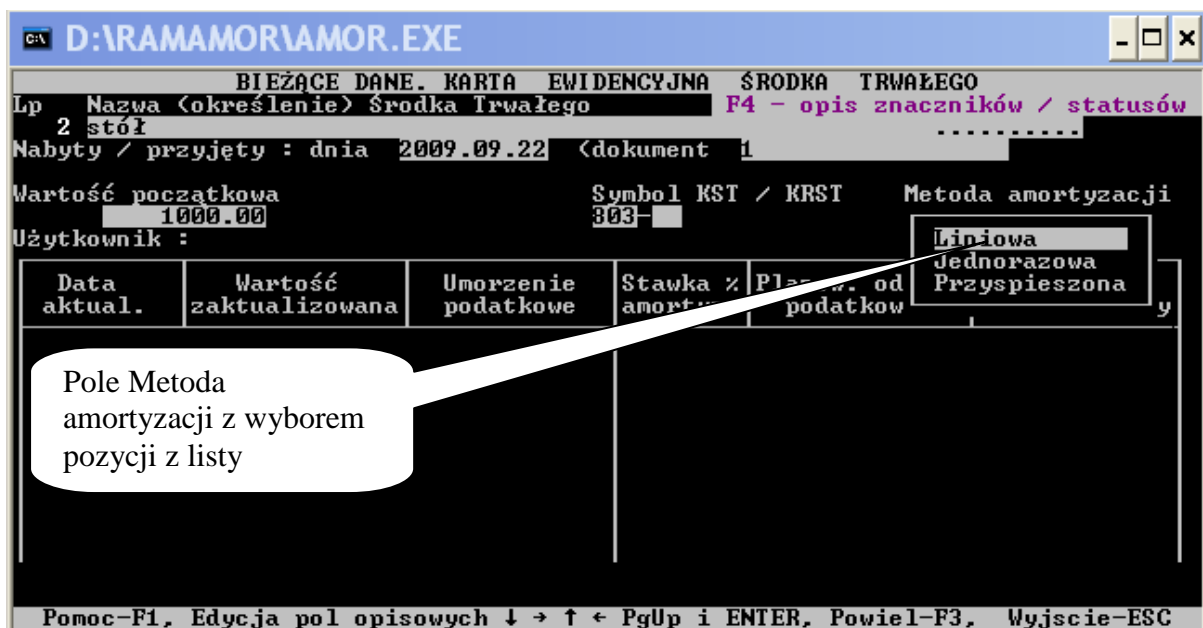 D:\RAMAMOR\AMOR.EXE
BIEŻĄCE DANE. KARTA EWIDENCYJNA ŚRODKA TRWAŁEGO
Lp Nazwa (określenie) Środka Trwałego F4 - opis znaczników / statusów
2 stół ..........
Nabyty / przyjęty : dnia 2009.09.22 (dokument 1
Wartość początkowa Symbol KST / KRST Metoda amortyzacji
1000.00 803-
Użytkownik : Liniowa
Jednorazowa
Przyspieszona
Data Wartość Umorzenie Stawka % Planow. od
aktual. zaktualizowana podatkowe amortyz podatkow y
Pole Metoda
amortyzacji z wyborem
pozycji z listy
Pomoc-F1, Edycja pol opisowych ↓ → ↑ ← PgUp i ENTER, Powiel-F3, Wyjscie-ESC